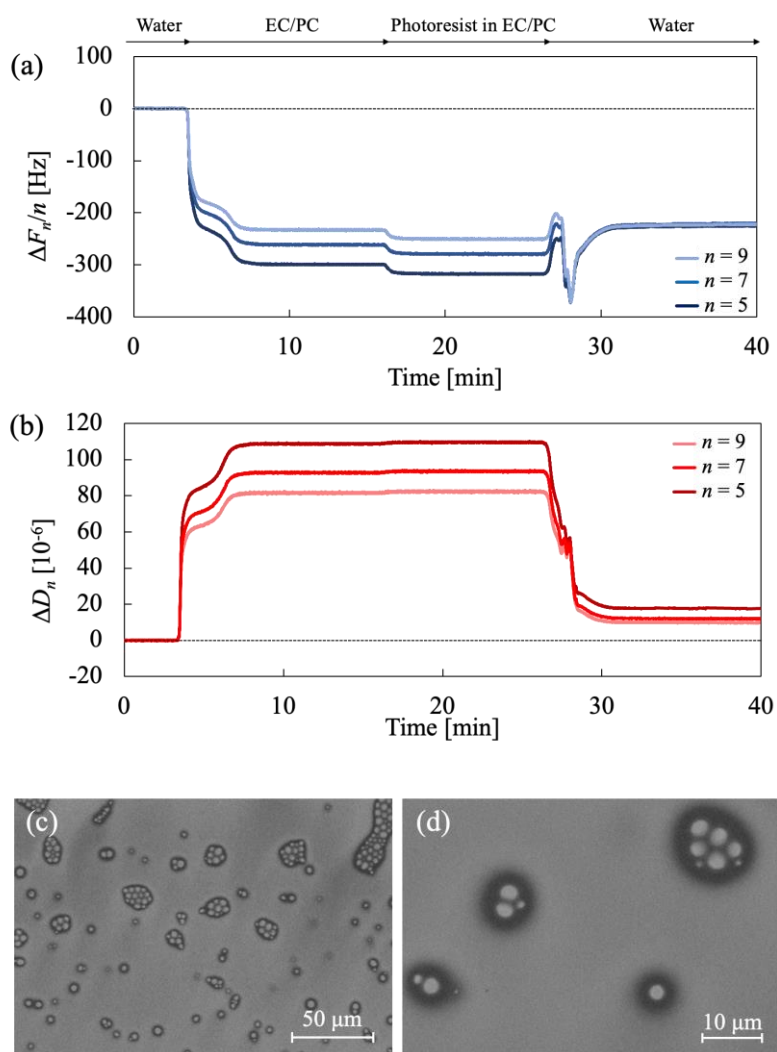 Water EC/PC Photoresist in EC/PC Water
(a)
100
0
-100
-200
-300
-400
ΔFn/n [Hz]
n = 9
n = 7
n = 5
0 10 20 30 40
Time [min]
(b)
120
100
80
60
40
20
0
-20
ΔDn [10-6]
n = 9
n = 7
n = 5
0 10 20 30 40
Time [min]
(c)
50 μm
(d)
10 μm